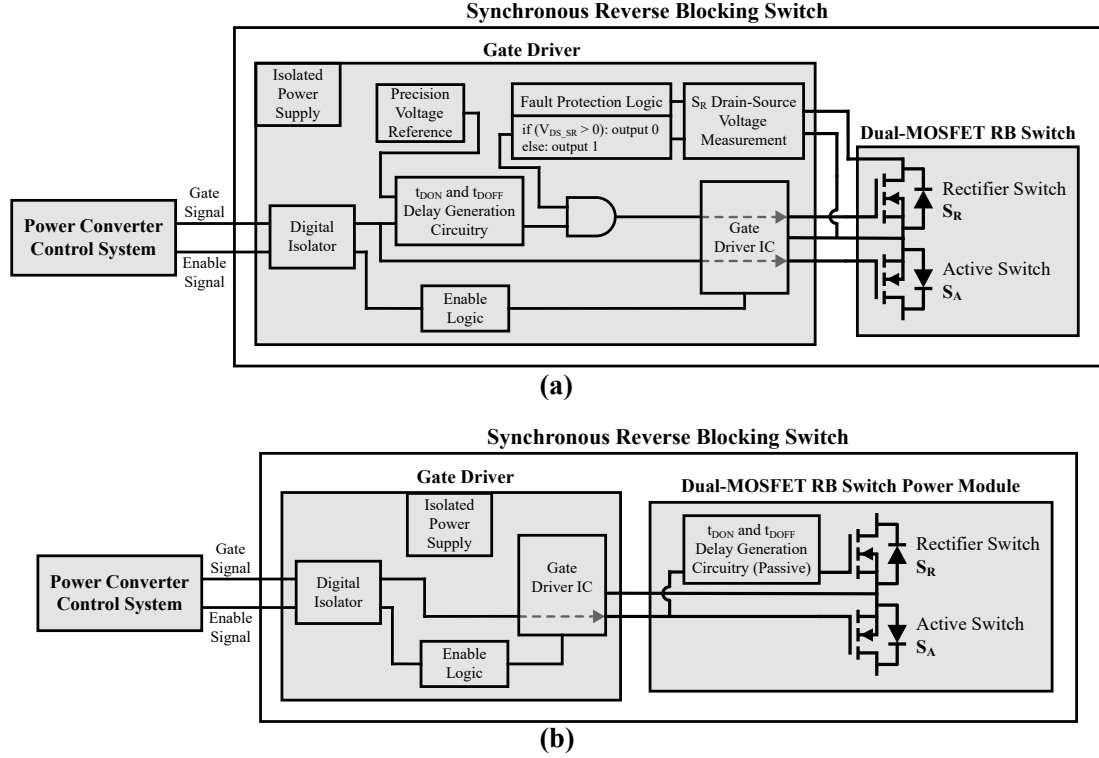 Synchronous Reverse Blocking Switch
Gate Driver
Isolated
Power
Supply
Precision
Voltage
Reference
Fault Protection Logic
if (V_DS_SR > 0): output 0
else: output 1
S_R Drain-Source
Voltage
Measurement
Dual-MOSFET RB Switch
Gate
Signal
Power Converter
Control System
Enable
Signal
Digital
Isolator
t_DON and t_DOFF
Delay Generation
Circuitry
Gate
Driver IC
Enable
Logic
Rectifier Switch
S_R
Active Switch
S_A
(a)
Synchronous Reverse Blocking Switch
Gate Driver
Isolated
Power
Supply
Dual-MOSFET RB Switch Power Module
Gate
Signal
Power Converter
Control System
Enable
Signal
Digital
Isolator
Gate
Driver IC
Enable
Logic
t_DON and t_DOFF
Delay Generation
Circuitry (Passive)
Rectifier Switch
S_R
Active Switch
S_A
(b)